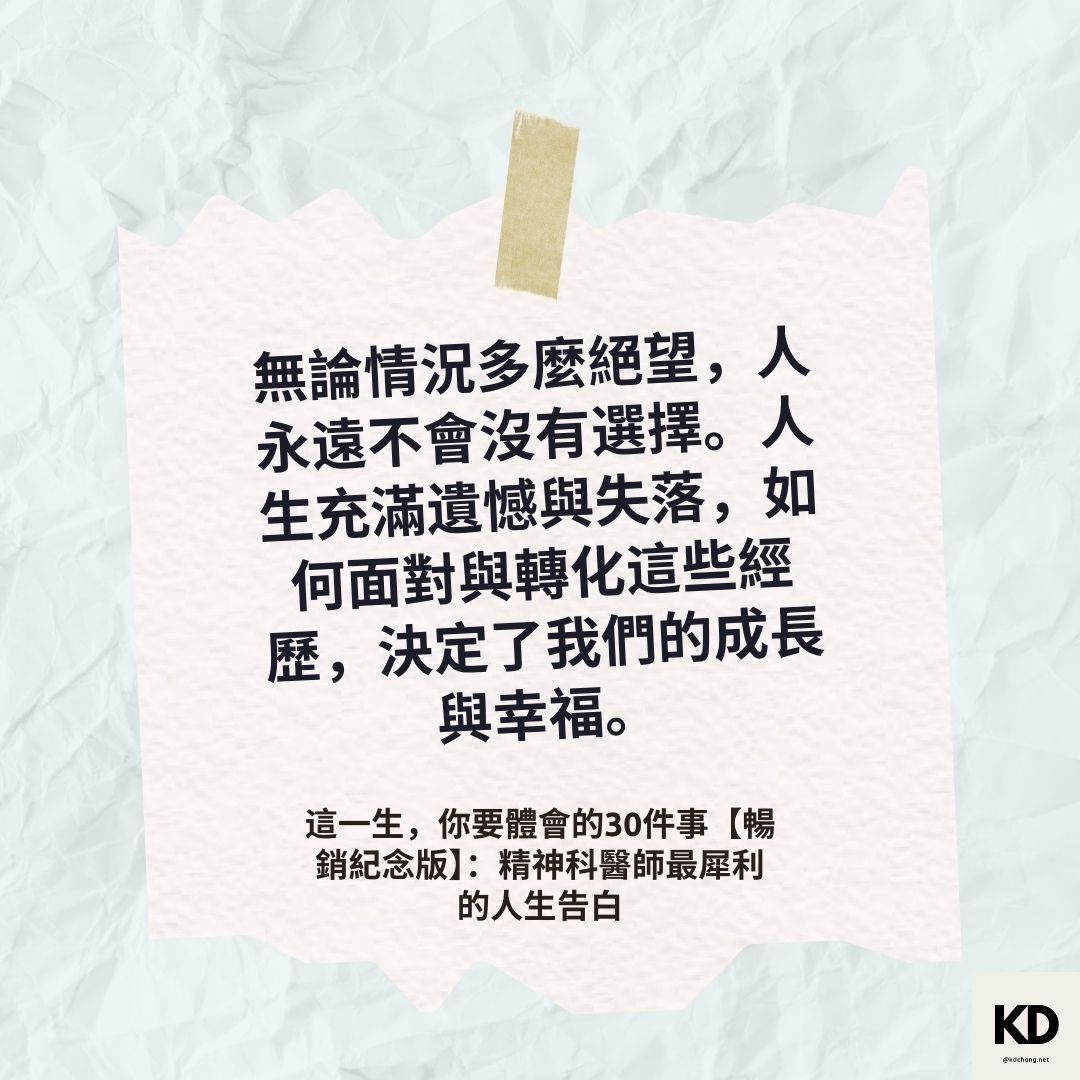 無論情況多麼絕望，人
永遠不會沒有選擇。人
生充滿遺憾與失落，如
何面對與轉化這些經
歷，決定了我們的成長
與幸福。
這一生，你要體會的30件事【暢
銷紀念版】：精神科醫師最犀利
的人生告白
KD
@kdchang.net